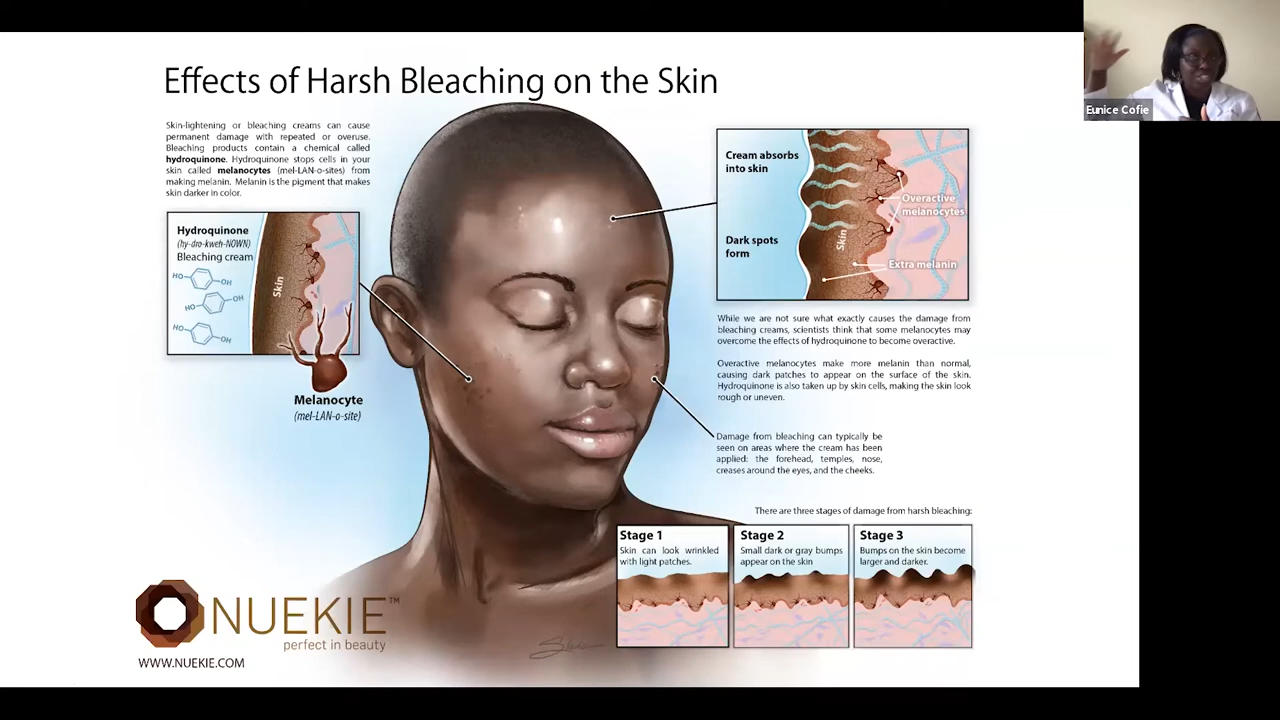 Eunice Cofie
Effects of Harsh Bleaching on the Skin
Skin-lightening or bleaching creams can cause
permanent damage with repeated or overuse.
Bleaching products contain a chemical called
hydroquinone. Hydroquinone stops cells in your
skin called melanocytes (mel-LAN-o-sites) from
making melanin. Melanin is the pigment that makes
skin darker in color.
Hydroquinone
(hy-dro-kweh-NOWN)
Bleaching cream
HO
OH
HO
OH
HO
OH
Skin
Melanocyte
(mel-LAN-o-site)
Cream absorbs
into skin
Dark spots
form
Skin
Overactive
melanocytes
Extra melanin
While we are not sure what exactly causes the damage from
bleaching creams, scientists think that some melanocytes may
overcome the effects of hydroquinone to become overactive.
Overactive melanocytes make more melanin than normal,
causing dark patches to appear on the surface of the skin.
Hydroquinone is also taken up by skin cells, making the skin look
rough or uneven.
Damage from bleaching can typically be
seen on areas where the cream has been
applied: the forehead, temples, nose,
creases around the eyes, and the cheeks.
There are three stages of damage from harsh bleaching:
Stage 1
Skin can look wrinkled
with light patches.
Stage 2
Small dark or gray bumps
appear on the skin
Stage 3
Bumps on the skin become
larger and darker.
NUEKIE™
perfect in beauty
WWW.NUEKIE.COM